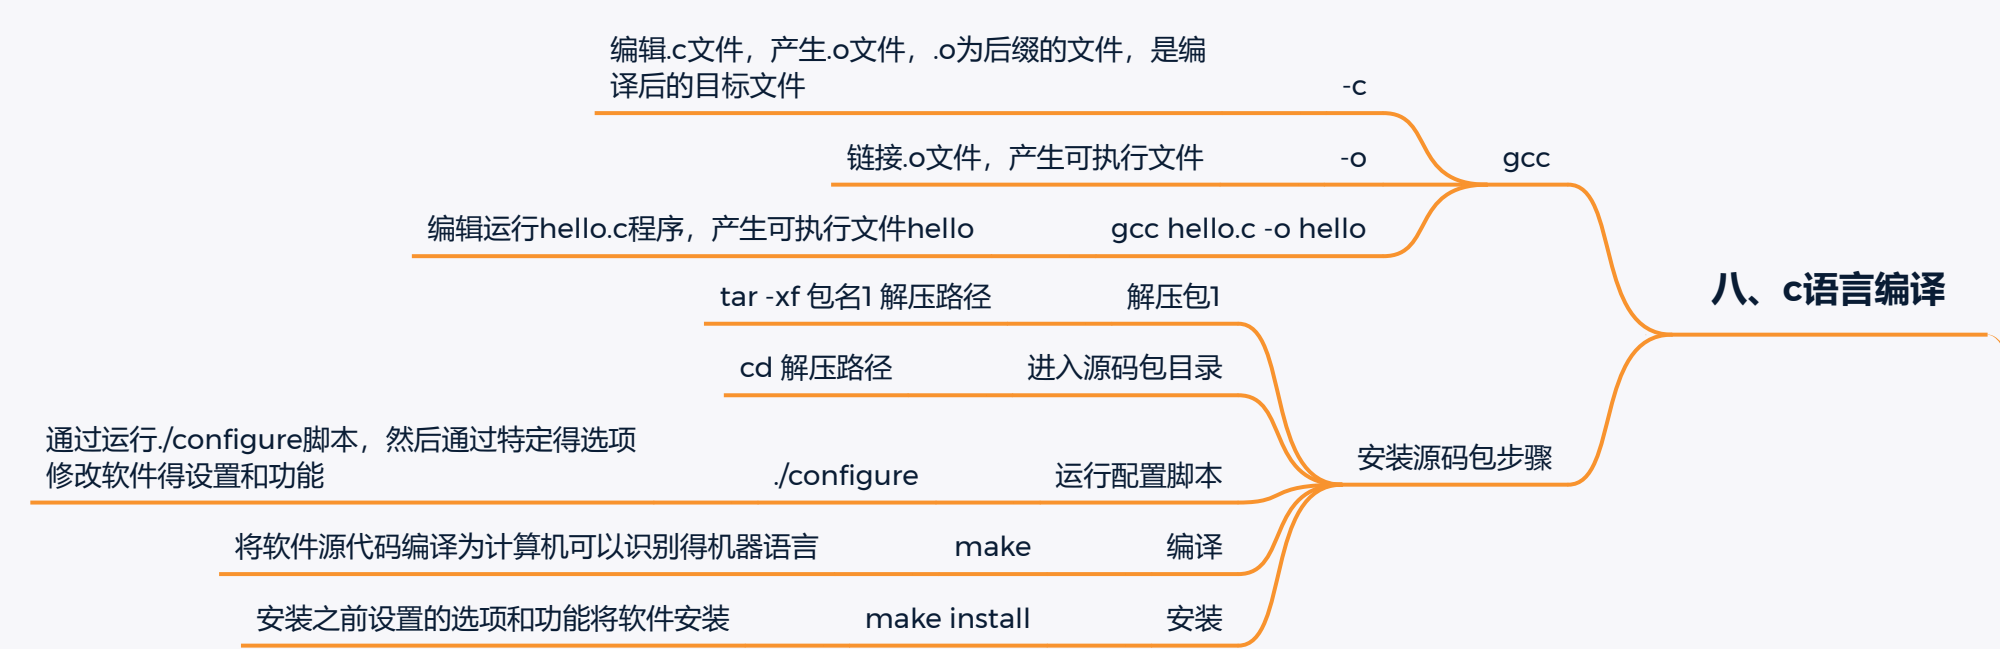 八、c语言编译
gcc
-c
编辑.c文件，产生.o文件，.o为后缀的文件，是编
译后的目标文件
-o
链接.o文件，产生可执行文件
gcc hello.c -o hello
编辑运行hello.c程序，产生可执行文件hello
安装源码包步骤
解压包1
tar -xf 包名1 解压路径
进入源码包目录
cd 解压路径
运行配置脚本
./configure
通过运行./configure脚本，然后通过特定得选项
修改软件得设置和功能
编译
make
将软件源代码编译为计算机可以识别得机器语言
安装
make install
安装之前设置的选项和功能将软件安装